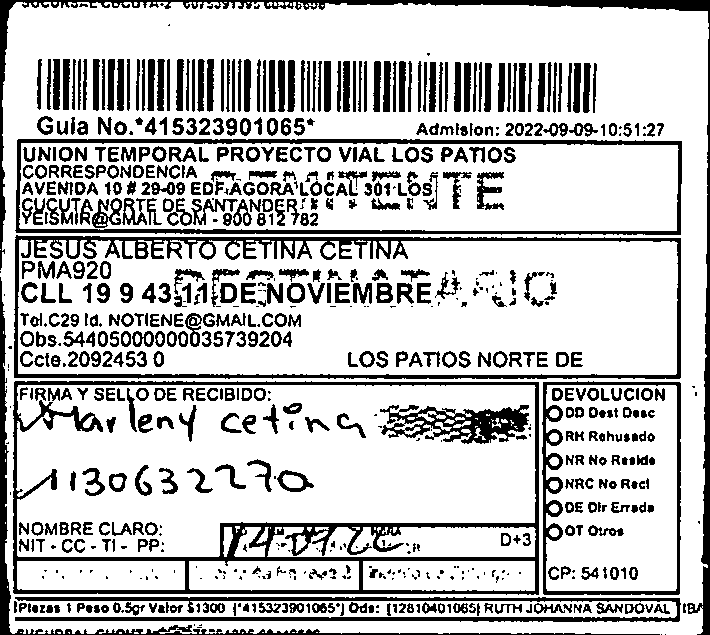 Guia No.*415323901065*
Admision: 2022-09-09-10:51:27
UNION TEMPORAL PROYECTO VIAL LOS PATIOS
CORRESPONDENCIA
AVENIDA 10 # 29-09 EDF AGORA LOCAL 301 LOS
CUCUTA NORTE DE SANTANDER
YEISMIR@GMAIL COM - 900 812 782
JESUS ALBERTO CETINA CETINA
PMA920
DESTINATARIO
CLL 19 9 43 11 DE NOVIEMBRE
Tel.C29 Id. NOTIENE@GMAIL.COM
Obs.54405000000035739204
Ccte.2092453 0
LOS PATIOS NORTE DE
FIRMA Y SELLO DE RECIBIDO:
Marleny cetina
1130632270
NOMBRE CLARO:
NIT - CC - TI - PP:
D+3
DEVOLUCION
DD Dest Desc
RH Rehusado
NR No Reside
NRC No Recl
DE Dir Errada
OT Otros
CP: 541010
Piezas 1 Peso 0.5gr Valor $1300 [*415323901065*] Ods: [12810401065] RUTH JOHANNA SANDOVAL